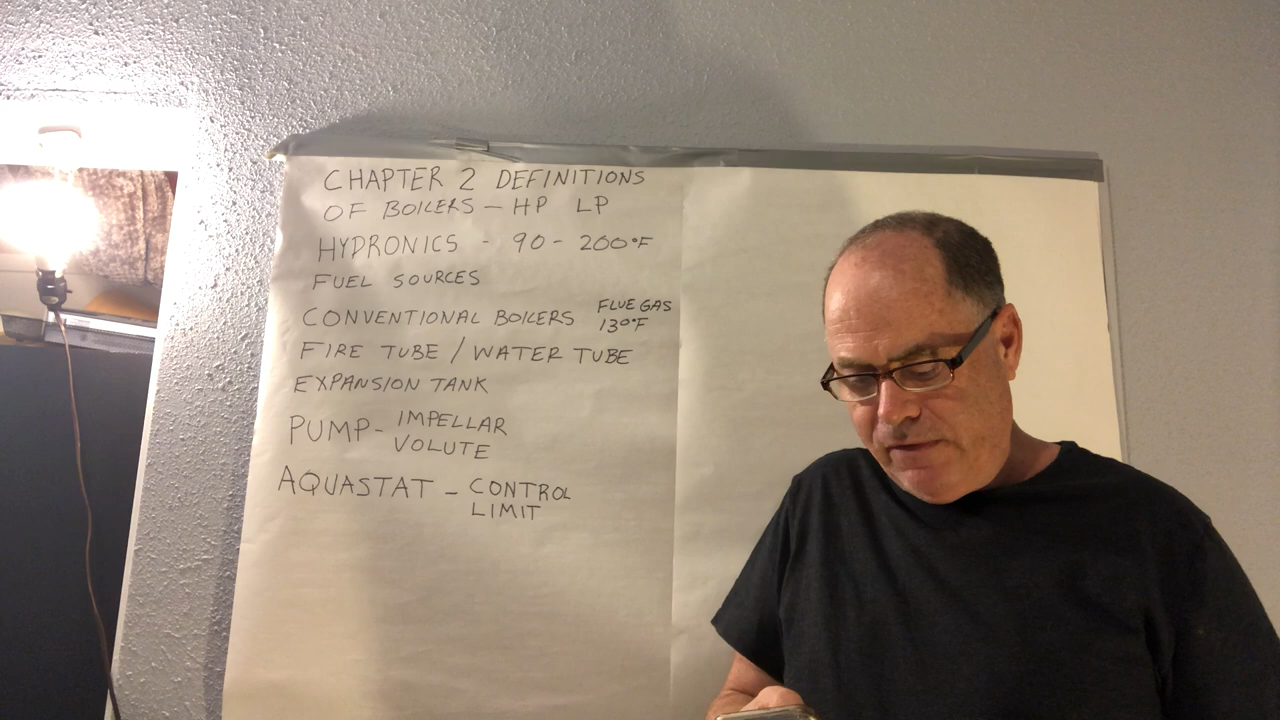 CHAPTER 2 DEFINITIONS
OF BOILERS - HP LP
HYDRONICS - 90 - 200°F
FUEL SOURCES
CONVENTIONAL BOILERS FLUE GAS
130°F
FIRE TUBE / WATER TUBE
EXPANSION TANK
PUMP - IMPELLAR
VOLUTE
AQUASTAT - CONTROL
LIMIT